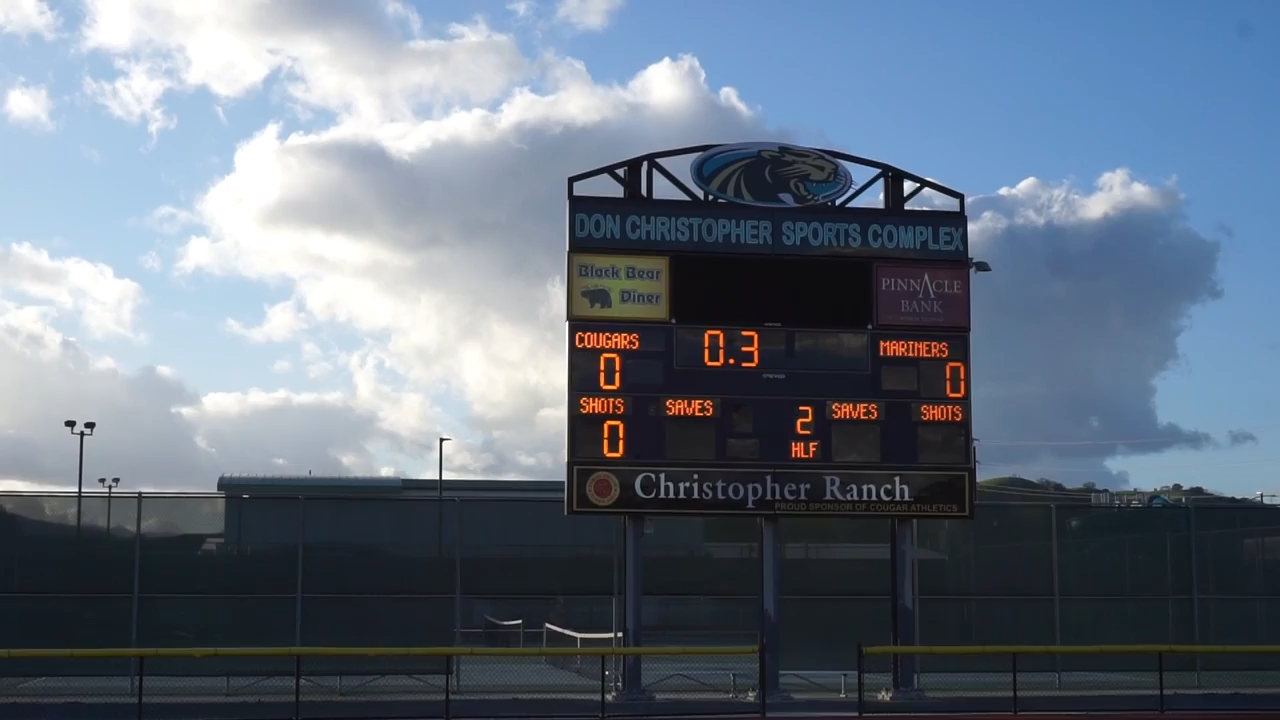 DON CHRISTOPHER SPORTS COMPLEX
Black Bear
Diner
PINNACLE
BANK
COUGARS
0.3
MARINERS
0
0
SHOTS
SAVES
2
SAVES
SHOTS
0
HLF
Christopher Ranch
PROUD SPONSOR OF COUGAR ATHLETICS